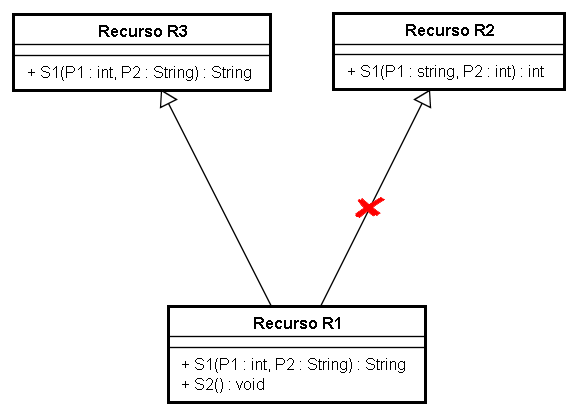 Recurso R3
+ S1(P1 : int, P2 : String) : String
Recurso R2
+ S1(P1 : string, P2 : int) : int
Recurso R1
+ S1(P1 : int, P2 : String) : String
+ S2() : void